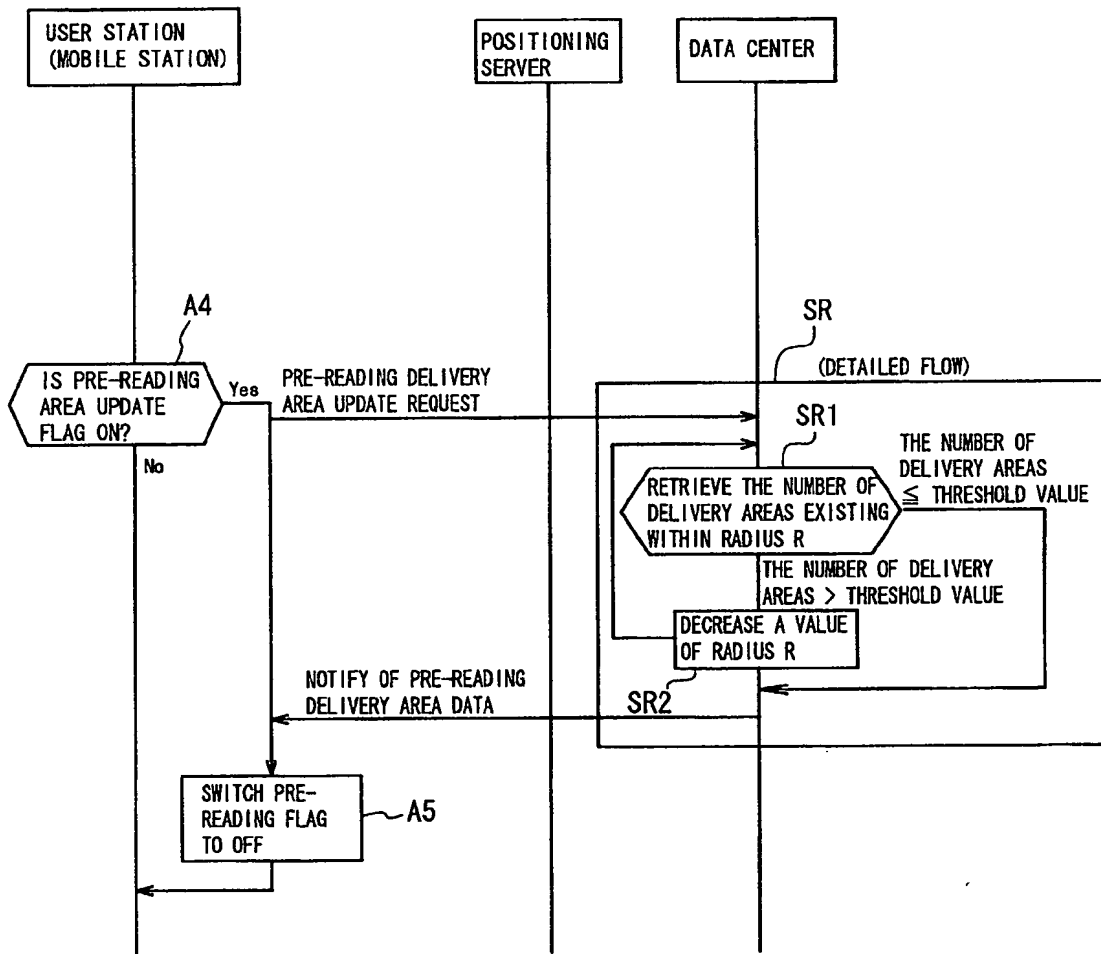 USER STATION
(MOBILE STATION)
POSITIONING
SERVER
DATA CENTER
A4
SR
(DETAILED FLOW)
IS PRE-READING
AREA UPDATE
FLAG ON?
Yes
No
PRE-READING DELIVERY
AREA UPDATE REQUEST
SR1
THE NUMBER OF
DELIVERY AREAS
≦ THRESHOLD VALUE
RETRIEVE THE NUMBER OF
DELIVERY AREAS EXISTING
WITHIN RADIUS R
THE NUMBER OF DELIVERY
AREAS > THRESHOLD VALUE
DECREASE A VALUE
OF RADIUS R
SR2
NOTIFY OF PRE-READING
DELIVERY AREA DATA
SWITCH PRE-
READING FLAG
TO OFF
A5